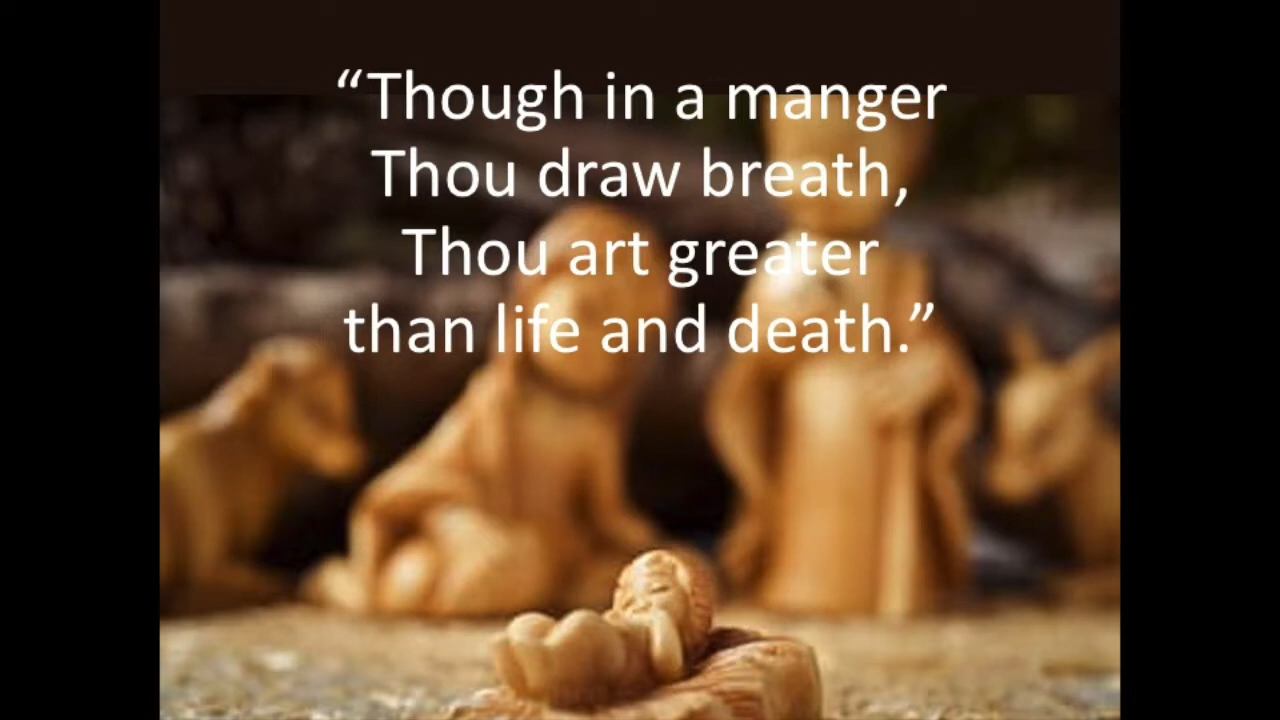 “Though in a manger
Thou draw breath,
Thou art greater
than life and death.”